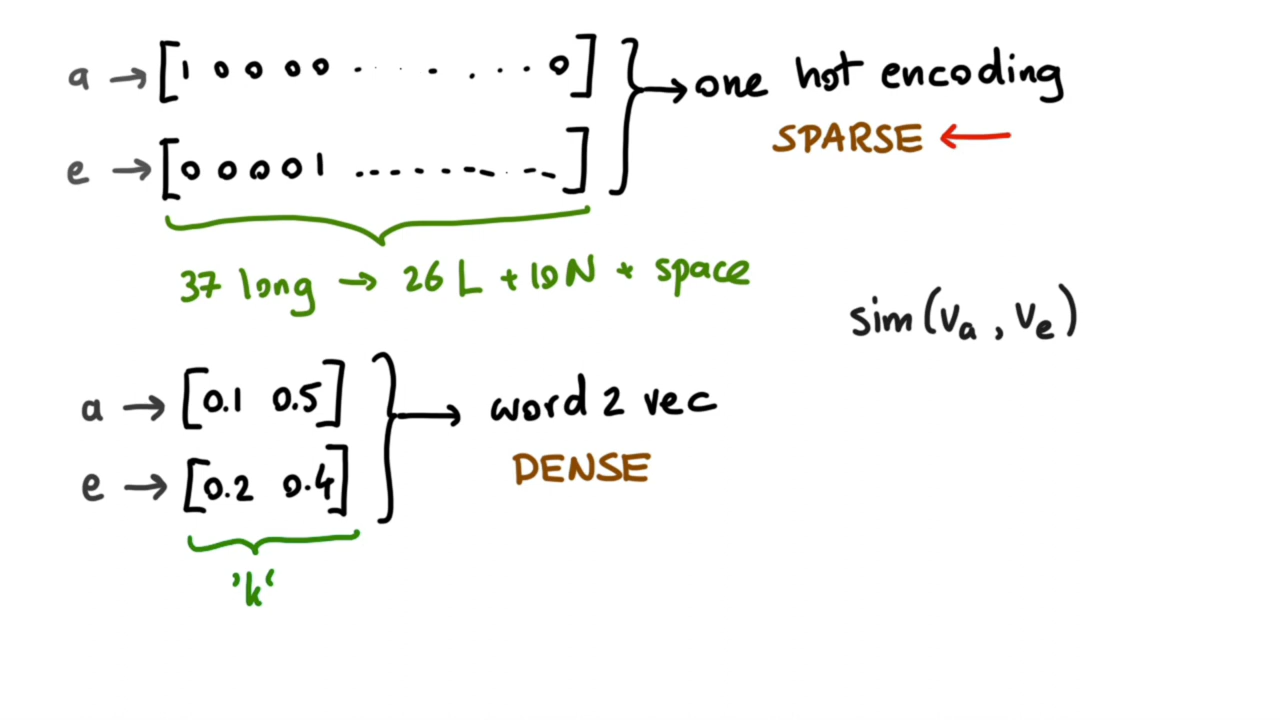 a → [1 0 0 0 0 . . . . . . . . 0] → one hot encoding
SPARSE ←
e → [0 0 0 0 1 ..............]
37 long → 26 L + 10 N + space
sim(Va, Ve)
a → [0.1 0.5] → word 2 vec
DENSE
e → [0.2 0.4]
'k'